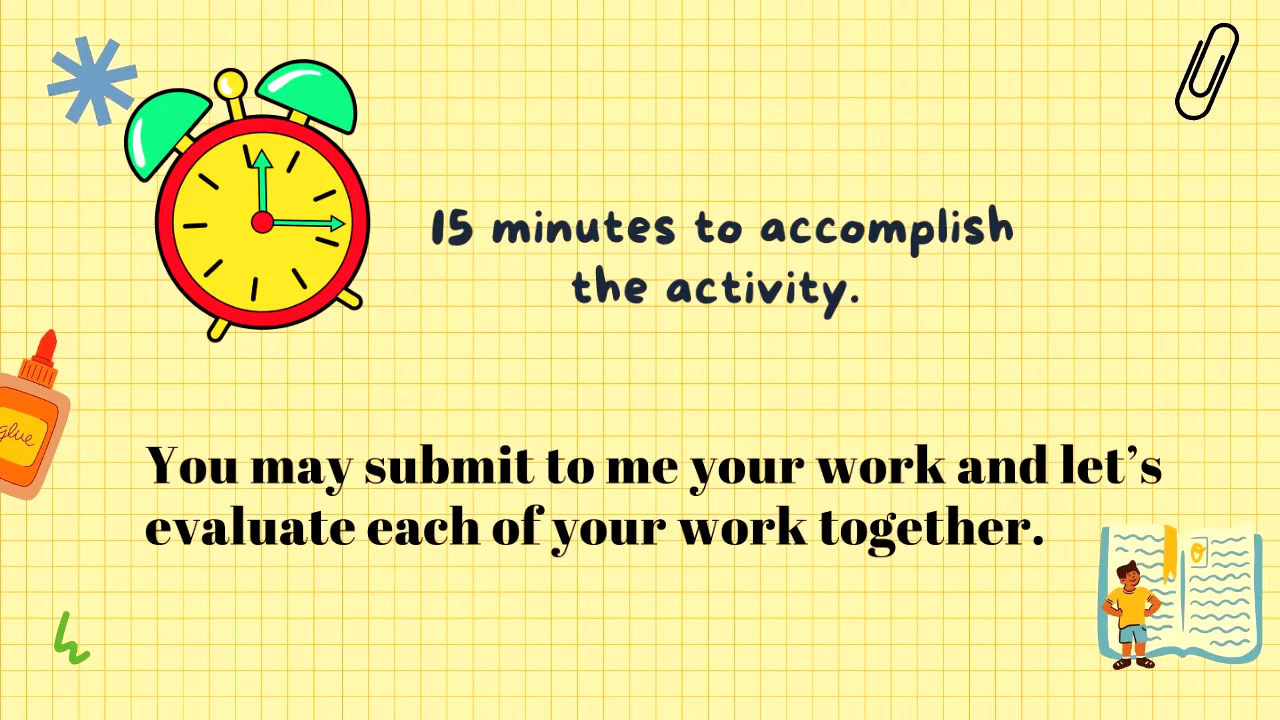 15 minutes to accomplish
the activity.
glue
You may submit to me your work and let's
evaluate each of your work together.